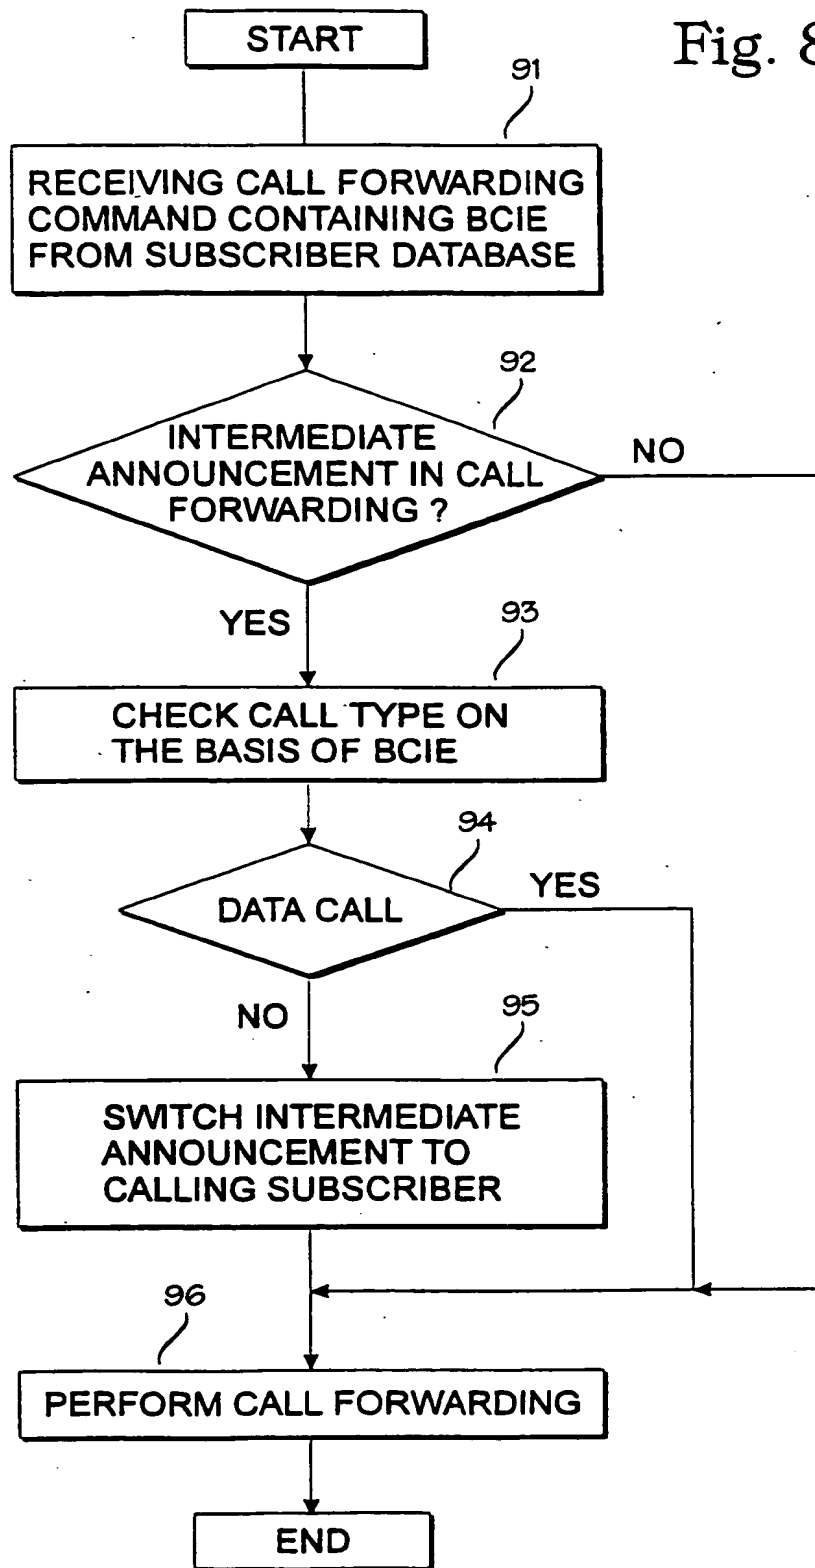 START
Fig. 8
91
RECEIVING CALL FORWARDING
COMMAND CONTAINING BCIE
FROM SUBSCRIBER DATABASE
92
INTERMEDIATE
ANNOUNCEMENT IN CALL
FORWARDING ?
NO
YES
93
CHECK CALL TYPE ON
THE BASIS OF BCIE
94
DATA CALL
YES
NO
95
SWITCH INTERMEDIATE
ANNOUNCEMENT TO
CALLING SUBSCRIBER
96
PERFORM CALL FORWARDING
END